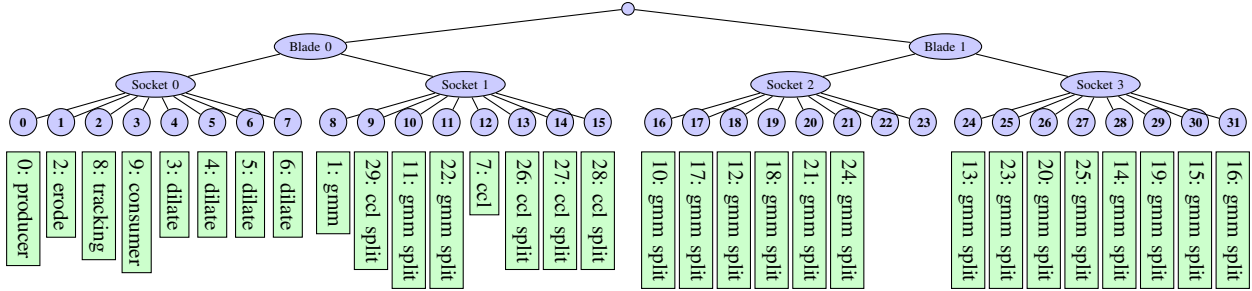 Blade 0
Blade 1
Socket 0
Socket 1
Socket 2
Socket 3
0
1
2
3
4
5
6
7
8
9
10
11
12
13
14
15
16
17
18
19
20
21
22
23
24
25
26
27
28
29
30
31
0: producer
2: erode
8: tracking
9: consumer
3: dilate
4: dilate
5: dilate
6: dilate
1: gmm
29: ccl split
11: gmm split
22: gmm split
7: ccl
26: ccl split
27: ccl split
28: ccl split
10: gmm split
17: gmm split
12: gmm split
18: gmm split
21: gmm split
24: gmm split
13: gmm split
23: gmm split
20: gmm split
25: gmm split
14: gmm split
19: gmm split
15: gmm split
16: gmm split